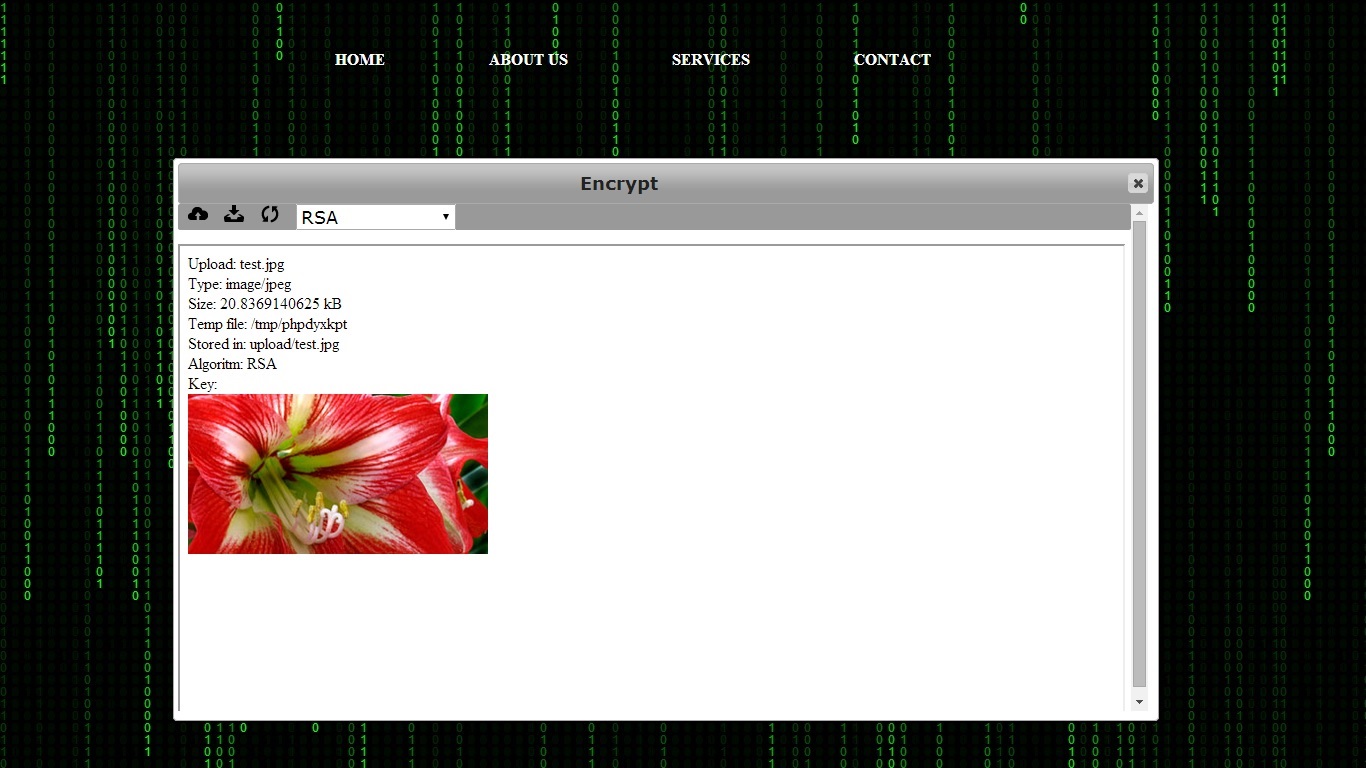 HOME ABOUT US SERVICES CONTACT
Encrypt
RSA
Upload: test.jpg
Type: image/jpeg
Size: 20.8369140625 kB
Temp file: /tmp/phpdyxkpt
Stored in: upload/test.jpg
Algoritm: RSA
Key: